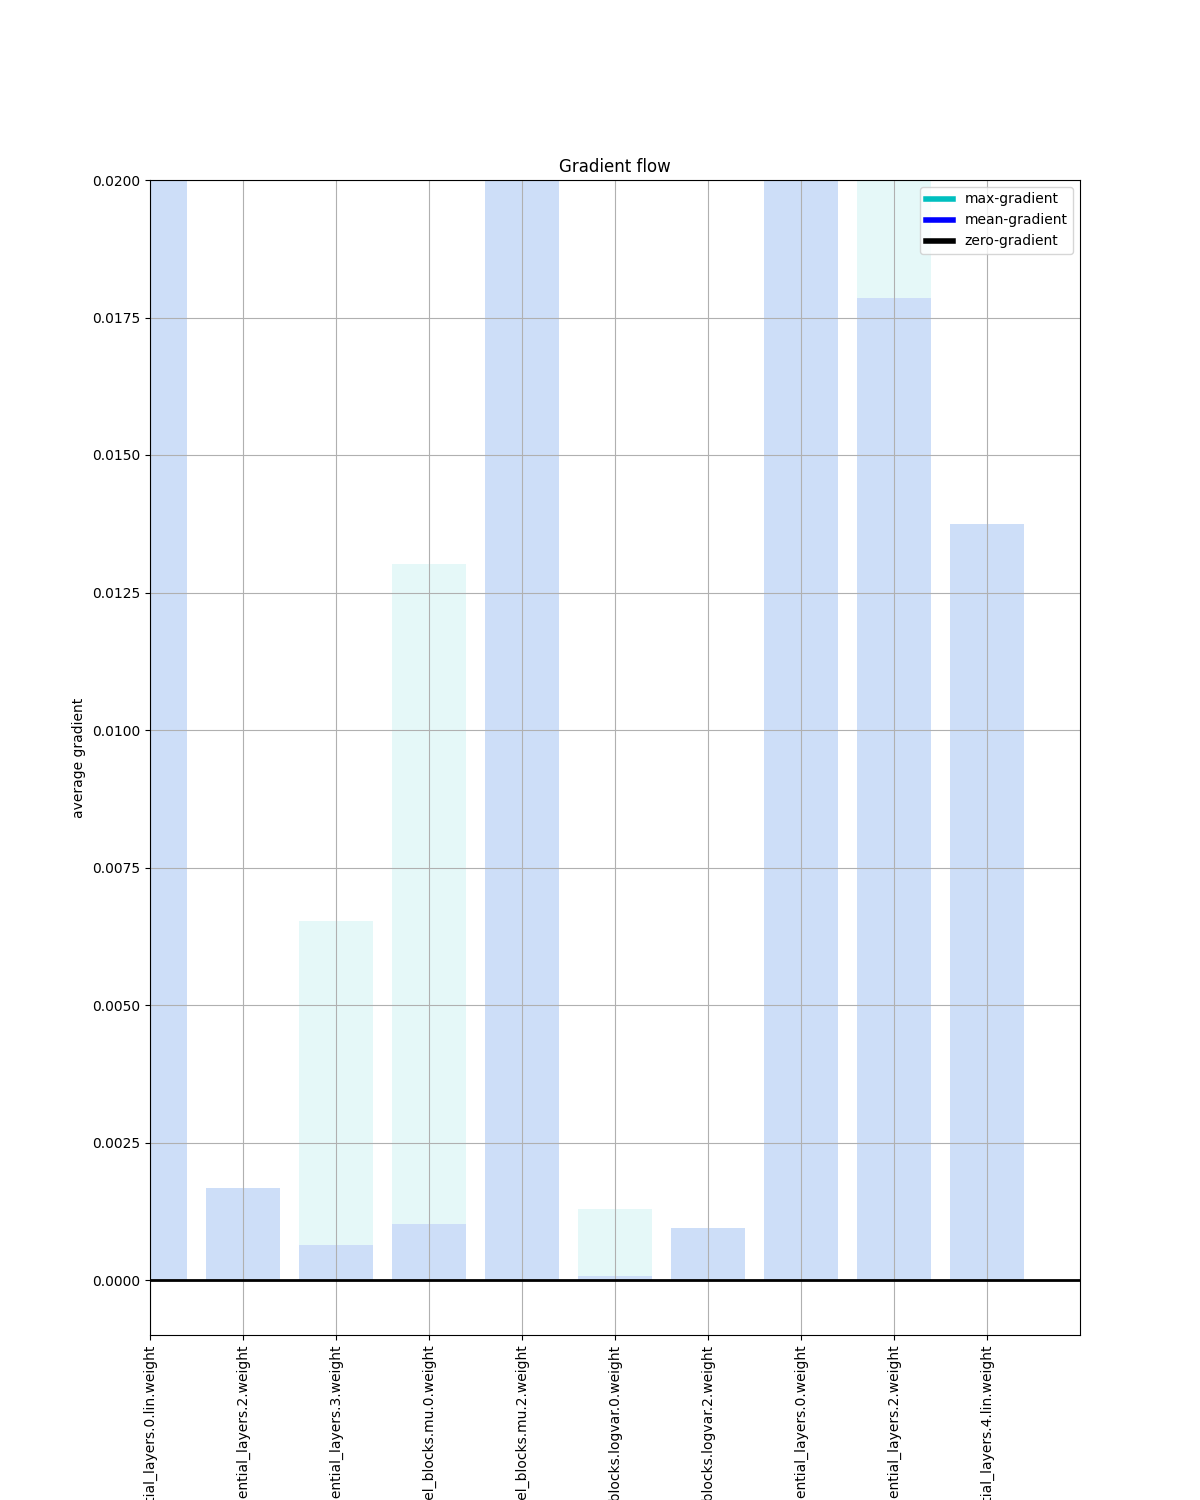 Gradient flow
max-gradient
mean-gradient
zero-gradient
average gradient
0.0200
0.0175
0.0150
0.0125
0.0100
0.0075
0.0050
0.0025
0.0000
tial_layers.0.lin.weight
ential_layers.2.weight
ential_layers.3.weight
el_blocks.mu.0.weight
el_blocks.mu.2.weight
blocks.logvar.0.weight
blocks.logvar.2.weight
ential_layers.0.weight
ential_layers.2.weight
tial_layers.4.lin.weight